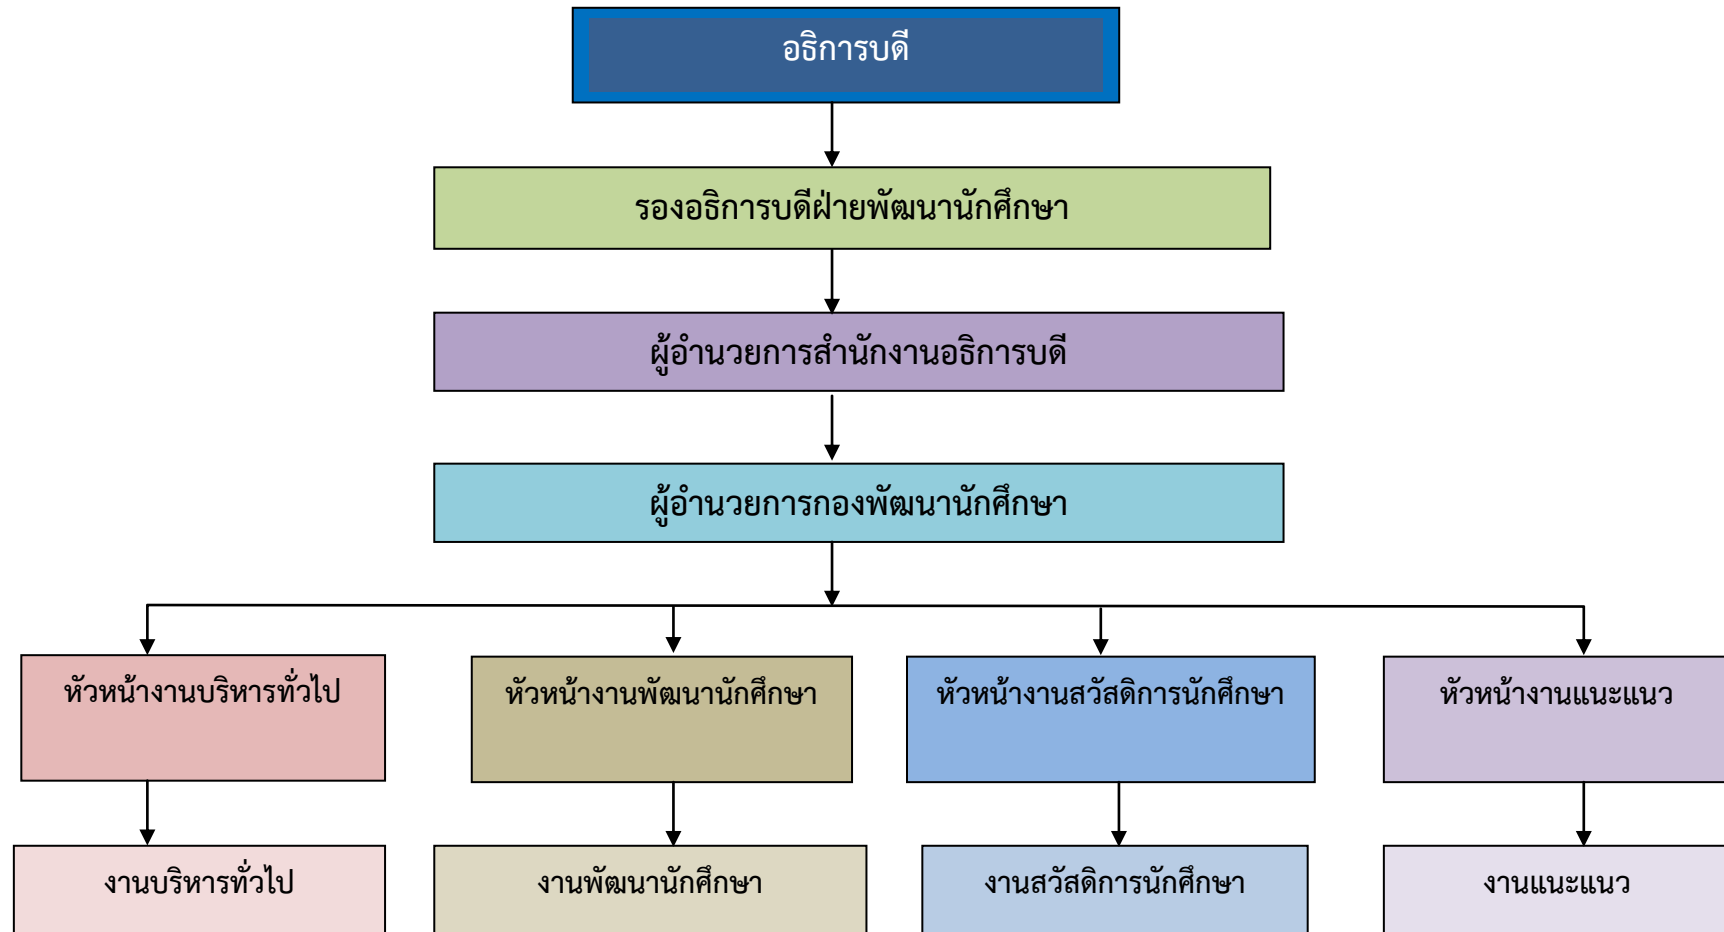 อธิการบดี
รองอธิการบดีฝ่ายพัฒนานักศึกษา
ผู้อำนวยการสำนักงานอธิการบดี
ผู้อำนวยการกองพัฒนานักศึกษา
หัวหน้างานบริหารทั่วไป
หัวหน้างานพัฒนานักศึกษา
หัวหน้างานสวัสดิการนักศึกษา
หัวหน้างานแนะแนว
งานบริหารทั่วไป
งานพัฒนานักศึกษา
งานสวัสดิการนักศึกษา
งานแนะแนว